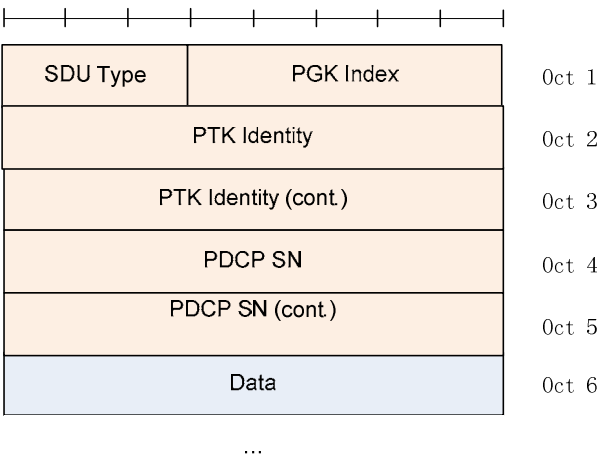 SDU Type PGK Index Oct 1
PTK Identity Oct 2
PTK Identity (cont.) Oct 3
PDCP SN Oct 4
PDCP SN (cont.) Oct 5
Data Oct 6
...